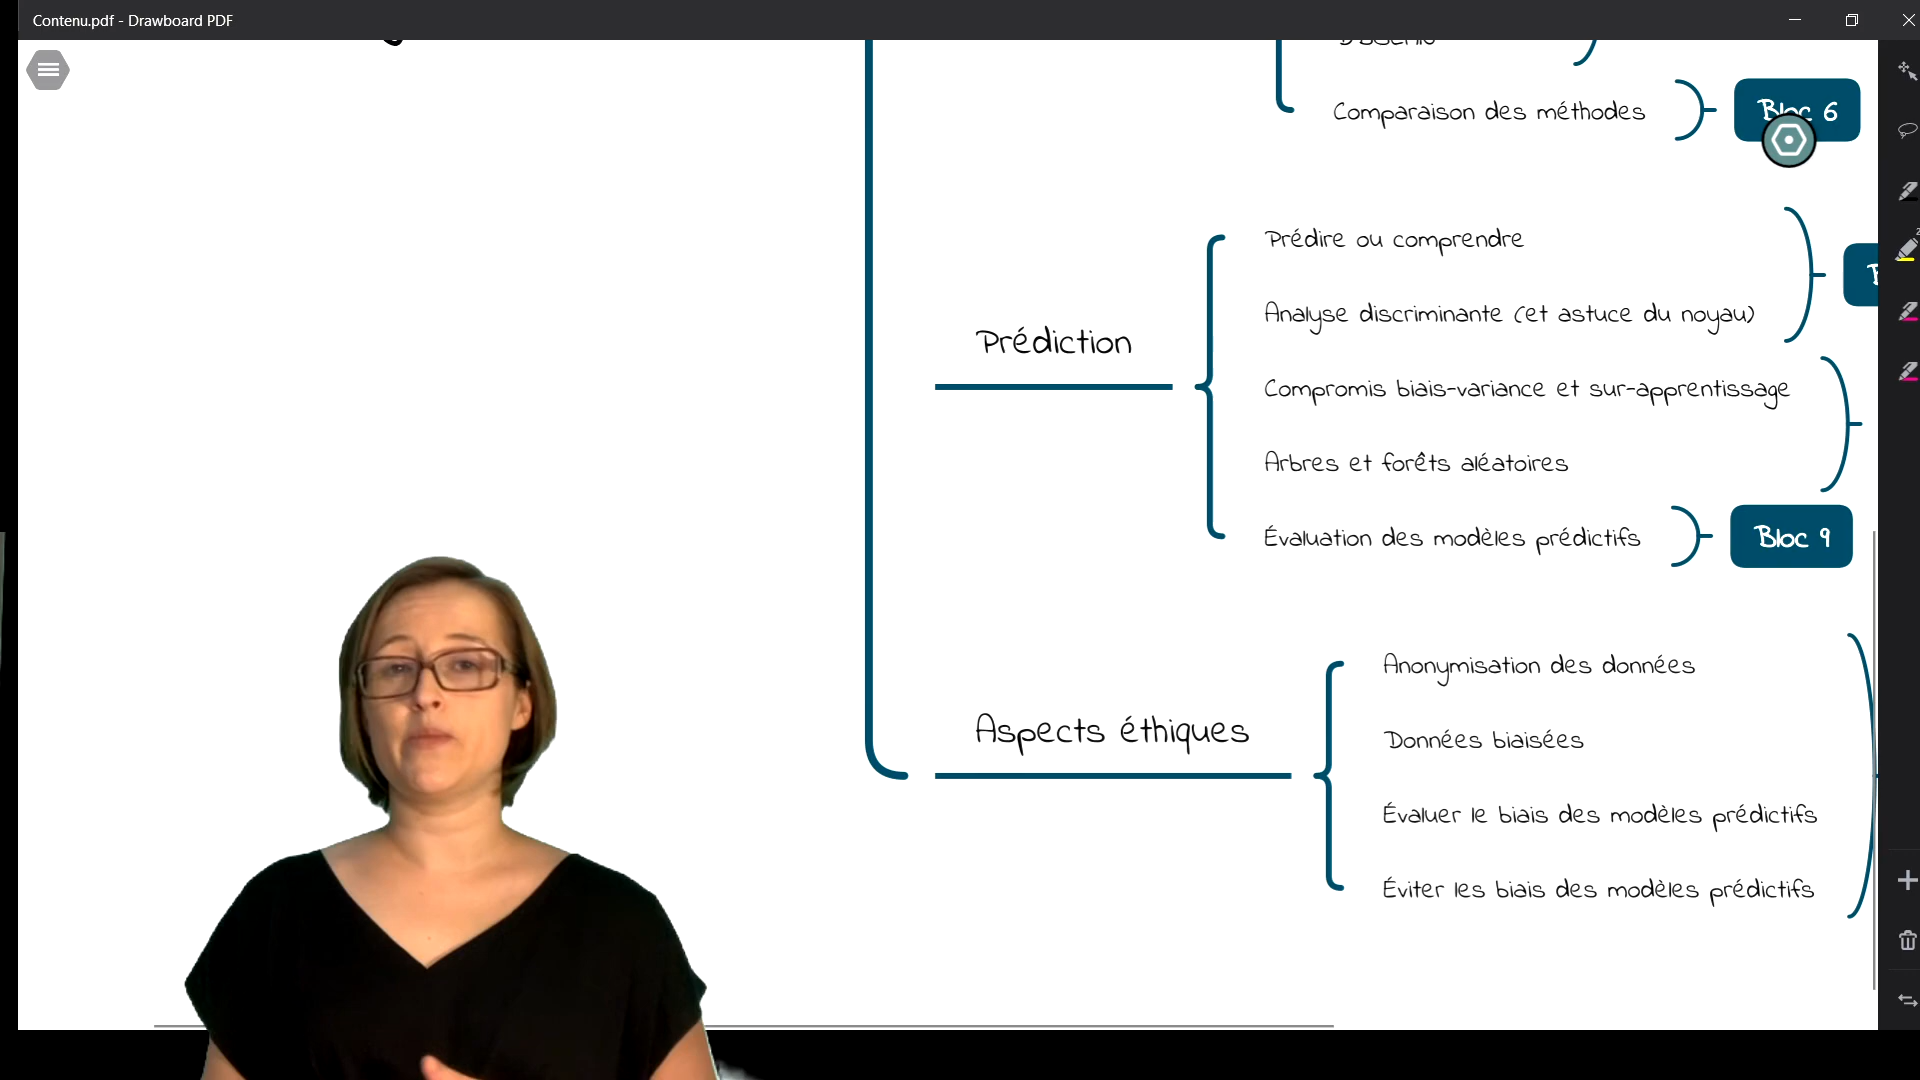 Contenu.pdf - Drawboard PDF
Comparaison des méthodes
Bloc 6
Prédiction
Prédire ou comprendre
Analyse discriminante (et astuce du noyau)
Compromis biais-variance et sur-apprentissage
Arbres et forêts aléatoires
Évaluation des modèles prédictifs
Bloc 9
Aspects éthiques
Anonymisation des données
Données biaisées
Évaluer le biais des modèles prédictifs
Éviter les biais des modèles prédictifs